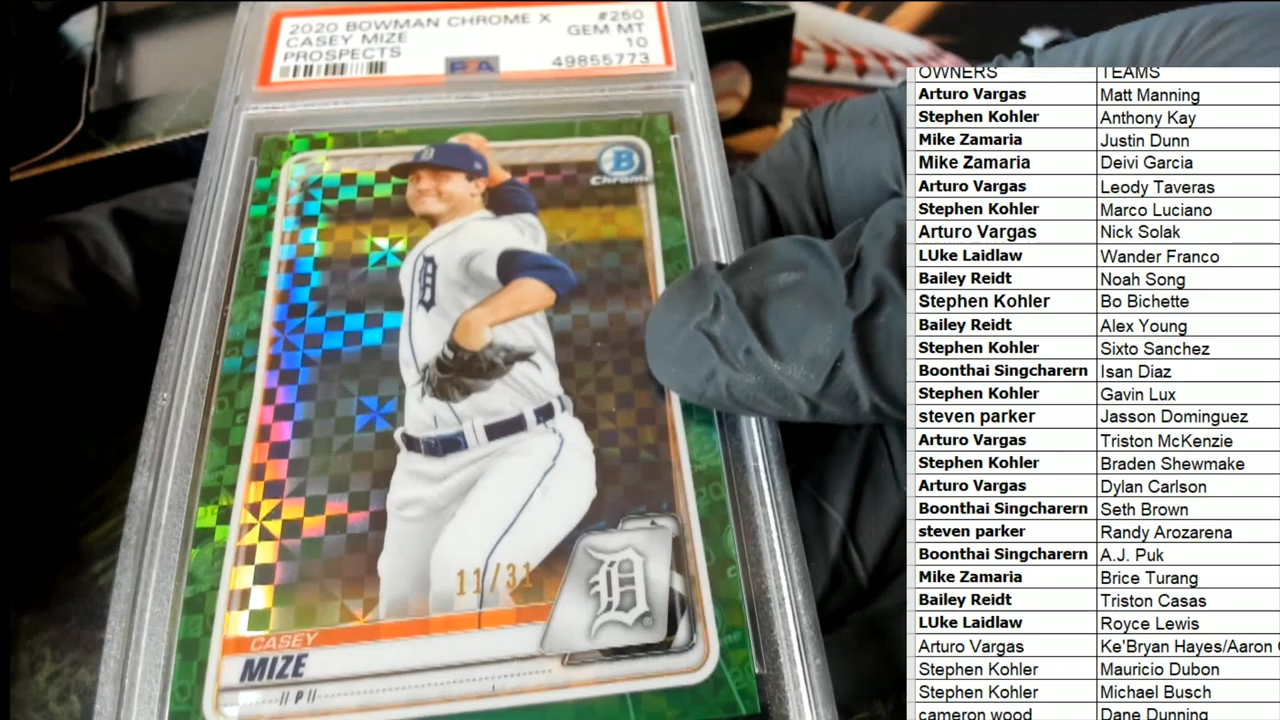 2020 BOWMAN CHROME X #250
CASEY MIZE GEM MT
PROSPECTS 10
PSA 49855773
B
Chrome
D
D
11/31
CASEY
MIZE
// P //
OWNERS TEAMS
Arturo Vargas Matt Manning
Stephen Kohler Anthony Kay
Mike Zamaria Justin Dunn
Mike Zamaria Deivi Garcia
Arturo Vargas Leody Taveras
Stephen Kohler Marco Luciano
Arturo Vargas Nick Solak
LUke Laidlaw Wander Franco
Bailey Reidt Noah Song
Stephen Kohler Bo Bichette
Bailey Reidt Alex Young
Stephen Kohler Sixto Sanchez
Boonthai Singcharern Isan Diaz
Stephen Kohler Gavin Lux
steven parker Jasson Dominguez
Arturo Vargas Triston McKenzie
Stephen Kohler Braden Shewmake
Arturo Vargas Dylan Carlson
Boonthai Singcharern Seth Brown
steven parker Randy Arozarena
Boonthai Singcharern A.J. Puk
Mike Zamaria Brice Turang
Bailey Reidt Triston Casas
LUke Laidlaw Royce Lewis
Arturo Vargas Ke'Bryan Hayes/Aaron
Stephen Kohler Mauricio Dubon
Stephen Kohler Michael Busch
cameron wood Dane Dunning